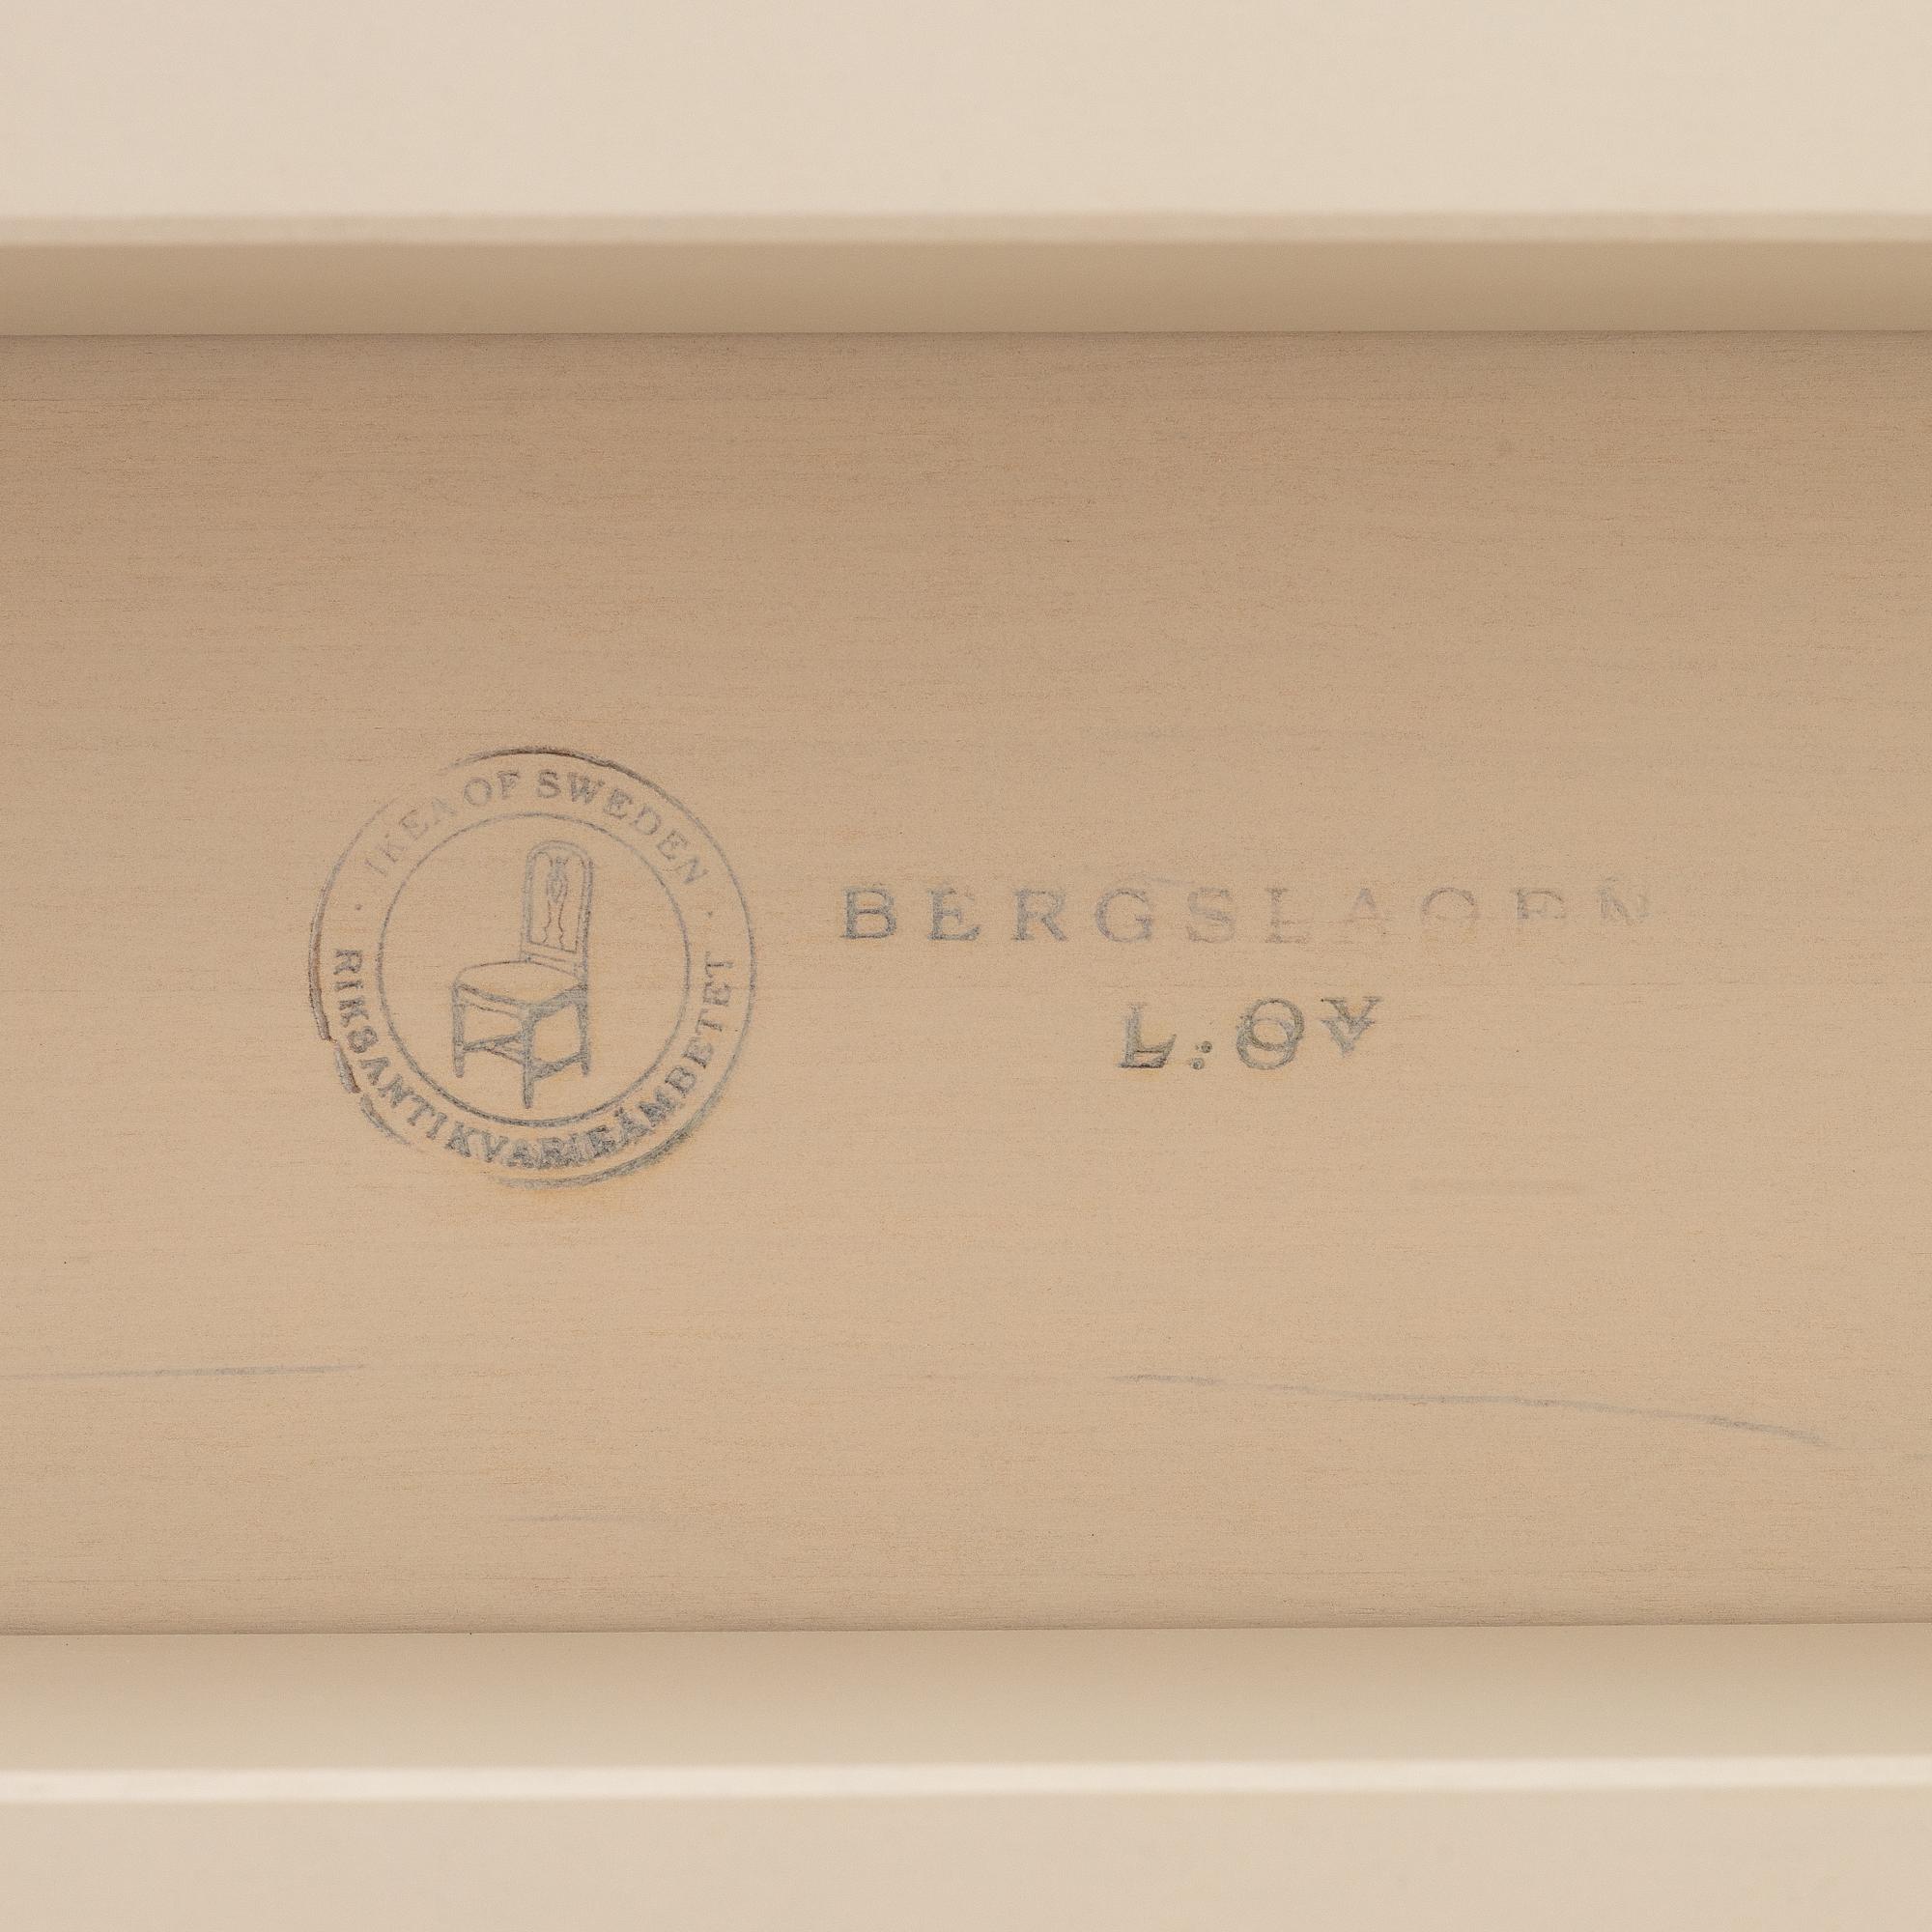 IKEA OF SWEDEN
RIKSANTIKVARIEÄMBETET
BERGSLAGEN
L.OV